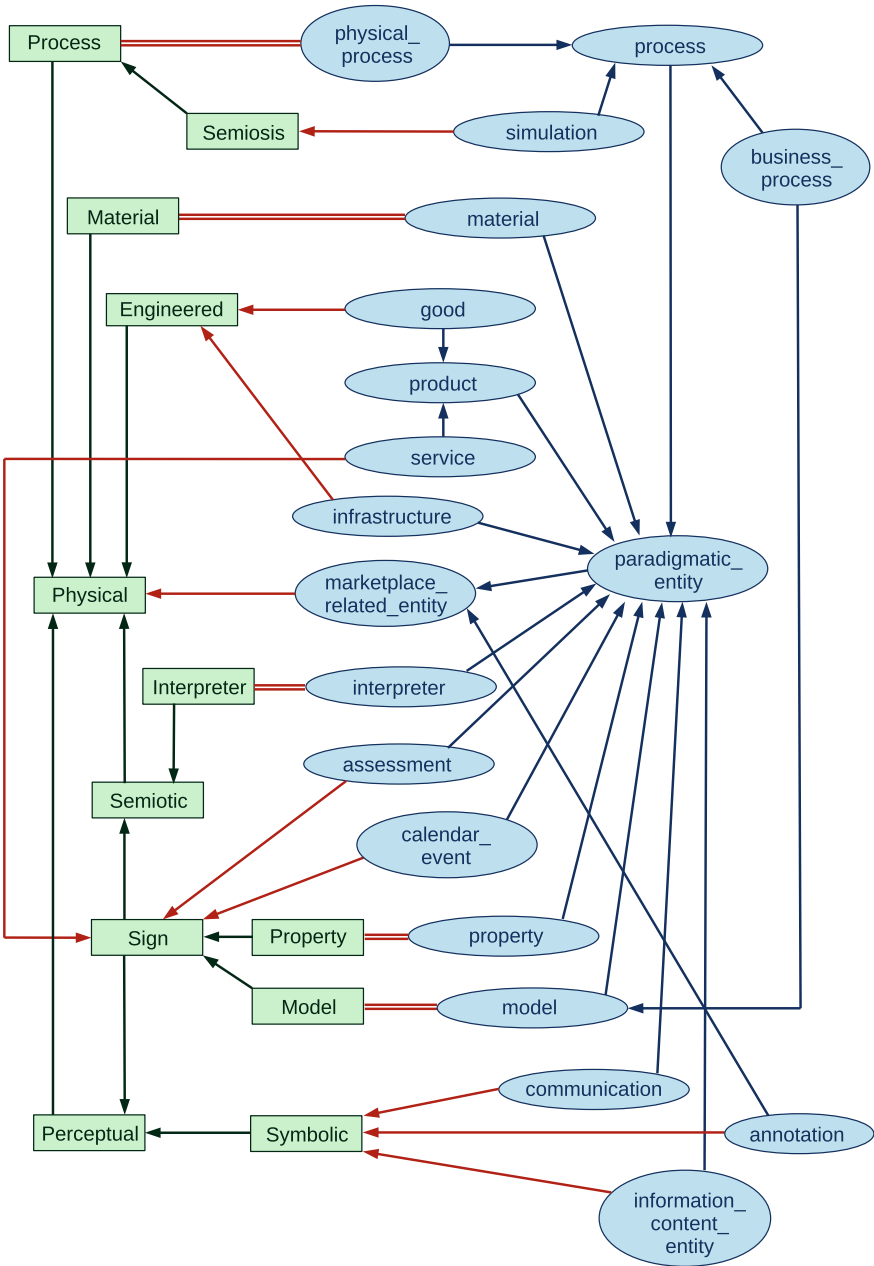 Process
physical_
process
process
Semiosis
simulation
business_
process
Material
material
Engineered
good
product
service
infrastructure
paradigmatic_
entity
Physical
marketplace_
related_entity
Interpreter
interpreter
assessment
Semiotic
calendar_
event
Sign
Property
property
Model
model
communication
Perceptual
Symbolic
annotation
information_
content_
entity